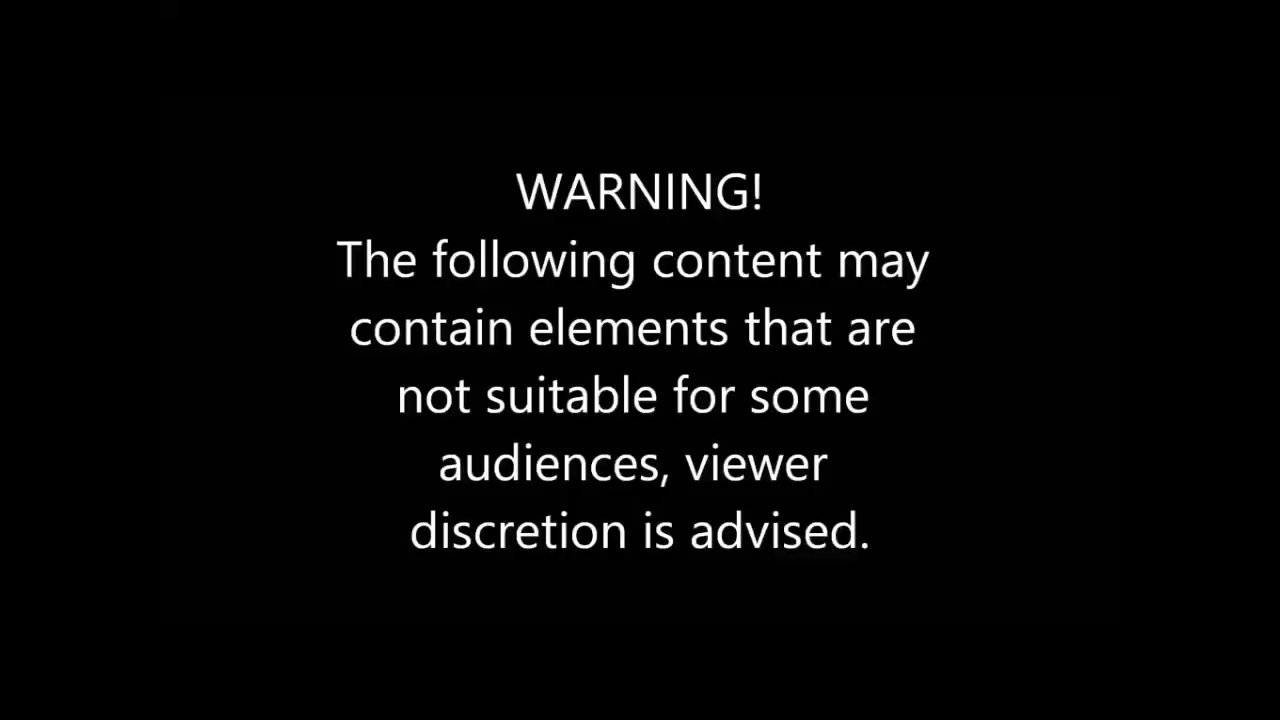 WARNING!
The following content may
contain elements that are
not suitable for some
audiences, viewer
discretion is advised.